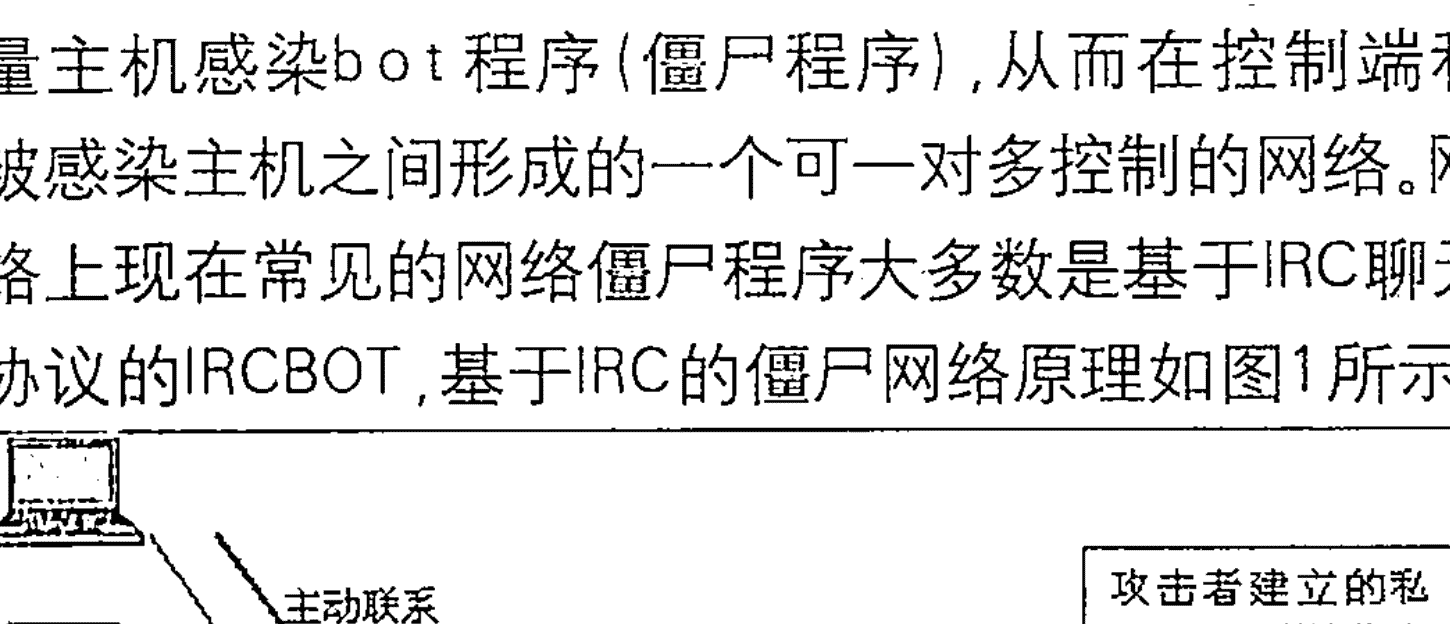 量主机感染bot程序(僵尸程序),从而在控制端和
被感染主机之间形成的一个可一对多控制的网络。网
络上现在常见的网络僵尸程序大多数是基于IRC聊天
协议的IRCBOT,基于IRC的僵尸网络原理如图1所示
主动联系
攻击者建立的私